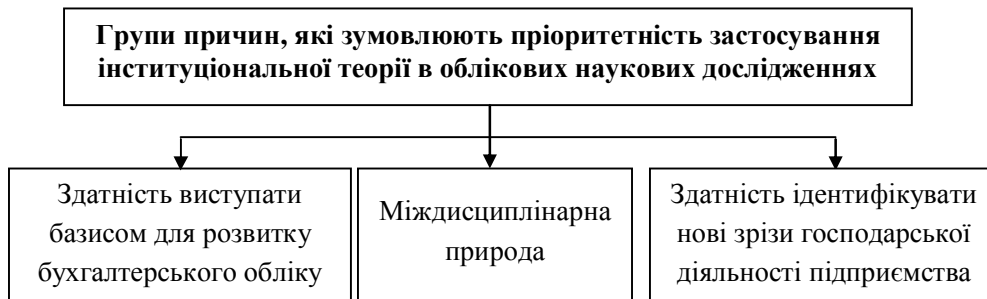 Групи причин, які зумовлюють пріоритетність застосування
інституціональної теорії в облікових наукових дослідженнях
Здатність виступати
базисом для розвитку
бухгалтерського обліку
Міждисциплінарна
природа
Здатність ідентифікувати
нові зрізи господарської
діяльності підприємства